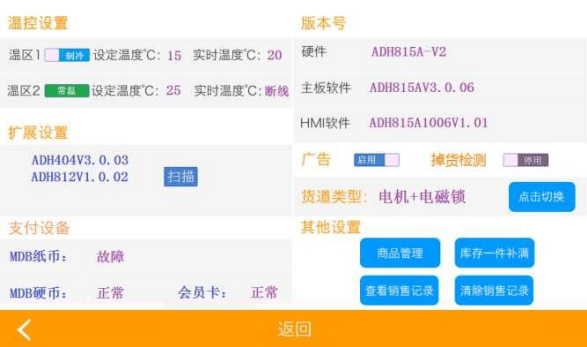 温控设置
温区1 制冷 设定温度℃: 15 实时温度℃: 20
温区2 常温 设定温度℃: 25 实时温度℃: 断线
扩展设置
ADH404V3.0.03
ADH812V1.0.02
扫描
支付设备
MDB纸币: 故障
MDB硬币: 正常 会员卡: 正常
版本号
硬件 ADH815A-V2
主板软件 ADH815AV3.0.06
HMI软件 ADH815A1006V1.01
广告 启用 掉货检测 停用
货道类型: 电机+电磁锁 点击切换
其他设置
商品管理 库存一件补满
查看销售记录 清除销售记录
返回